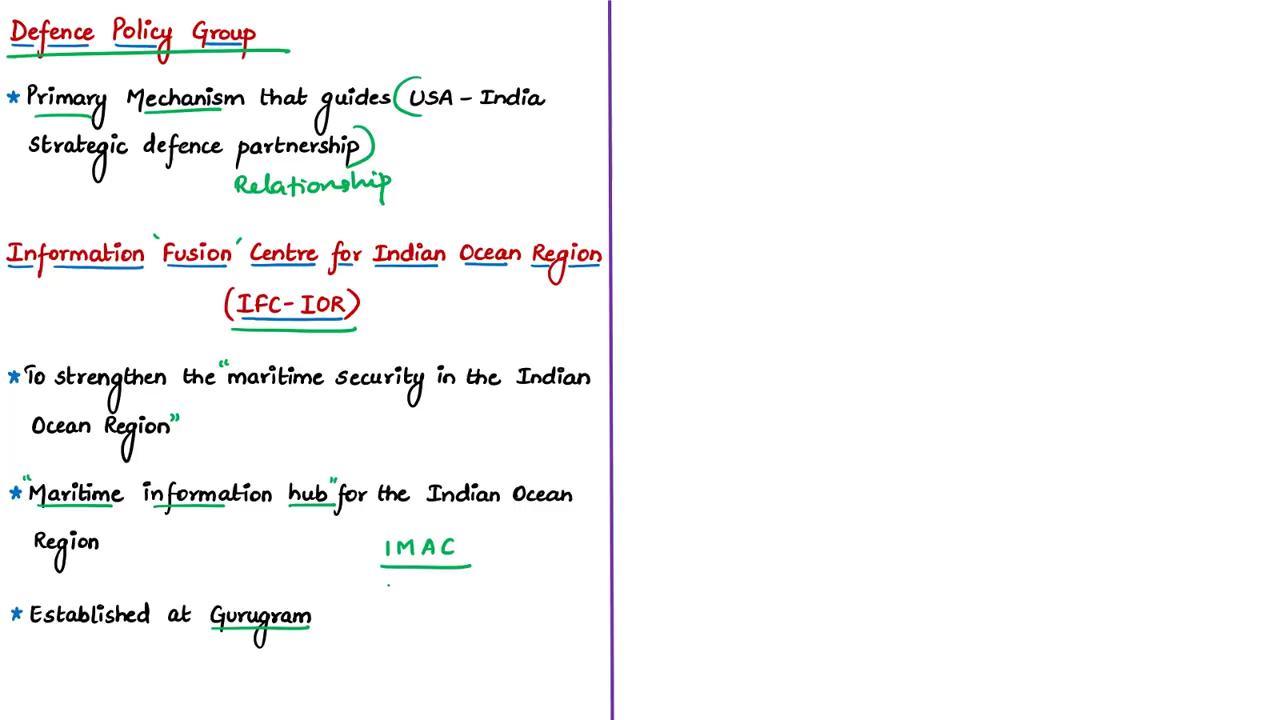 Defence Policy Group
* Primary Mechanism that guides (USA - India
strategic defence partnership)
Relationship
Information 'Fusion' Centre for Indian Ocean Region
(IFC-IOR)
* To strengthen the "maritime security in the Indian
Ocean Region"
* "Maritime information hub" for the Indian Ocean
Region
IMAC
* Established at Gurugram